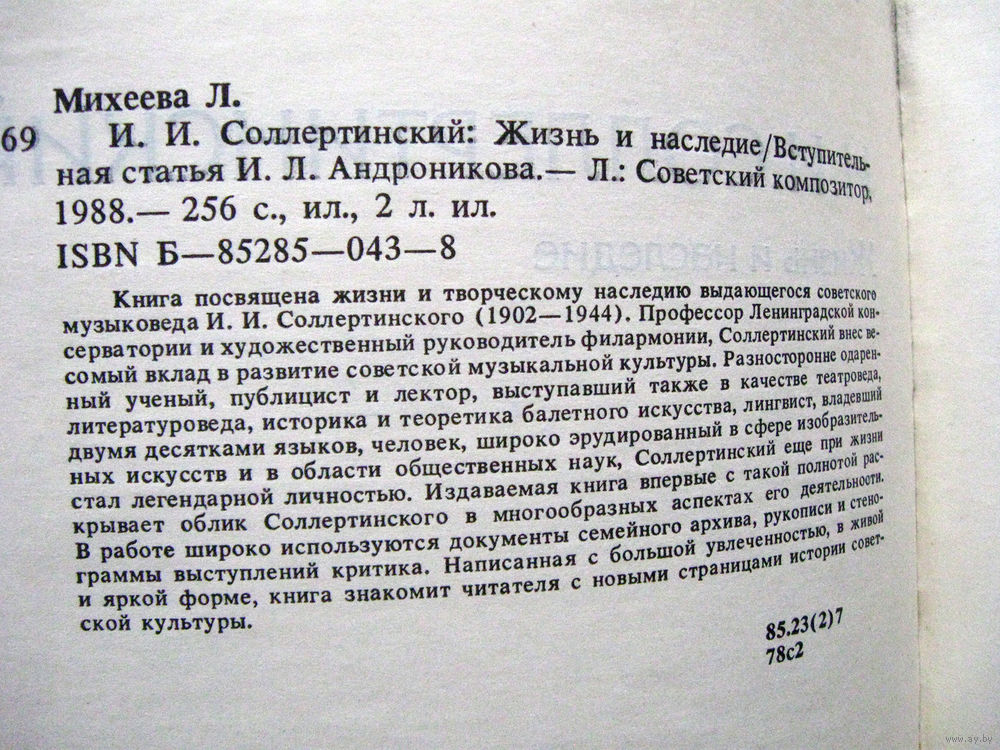 Михеева Л.
69 И. И. Соллертинский: Жизнь и наследие/Вступитель-
ная статья И. Л. Андроникова.— Л.: Советский композитор,
1988.— 256 с., ил., 2 л. ил.
ISBN Б—85285—043—8
Книга посвящена жизни и творческому наследию выдающегося советского
музыковеда И. И. Соллертинского (1902—1944). Профессор Ленинградской кон-
серватории и художественный руководитель филармонии, Соллертинский внес ве-
сомый вклад в развитие советской музыкальной культуры. Разносторонне одарен-
ный ученый, публицист и лектор, выступавший также в качестве театроведа,
литературоведа, историка и теоретика балетного искусства, лингвист, владевший
двумя десятками языков, человек, широко эрудированный в сфере изобразитель-
ных искусств и в области общественных наук, Соллертинский еще при жизни
стал легендарной личностью. Издаваемая книга впервые с такой полнотой рас-
крывает облик Соллертинского в многообразных аспектах его деятельности.
В работе широко используются документы семейного архива, рукописи и стено-
граммы выступлений критика. Написанная с большой увлеченностью, в живой
и яркой форме, книга знакомит читателя с новыми страницами истории совет-
ской культуры.
85.23(2)7
78с2
www.ay.by